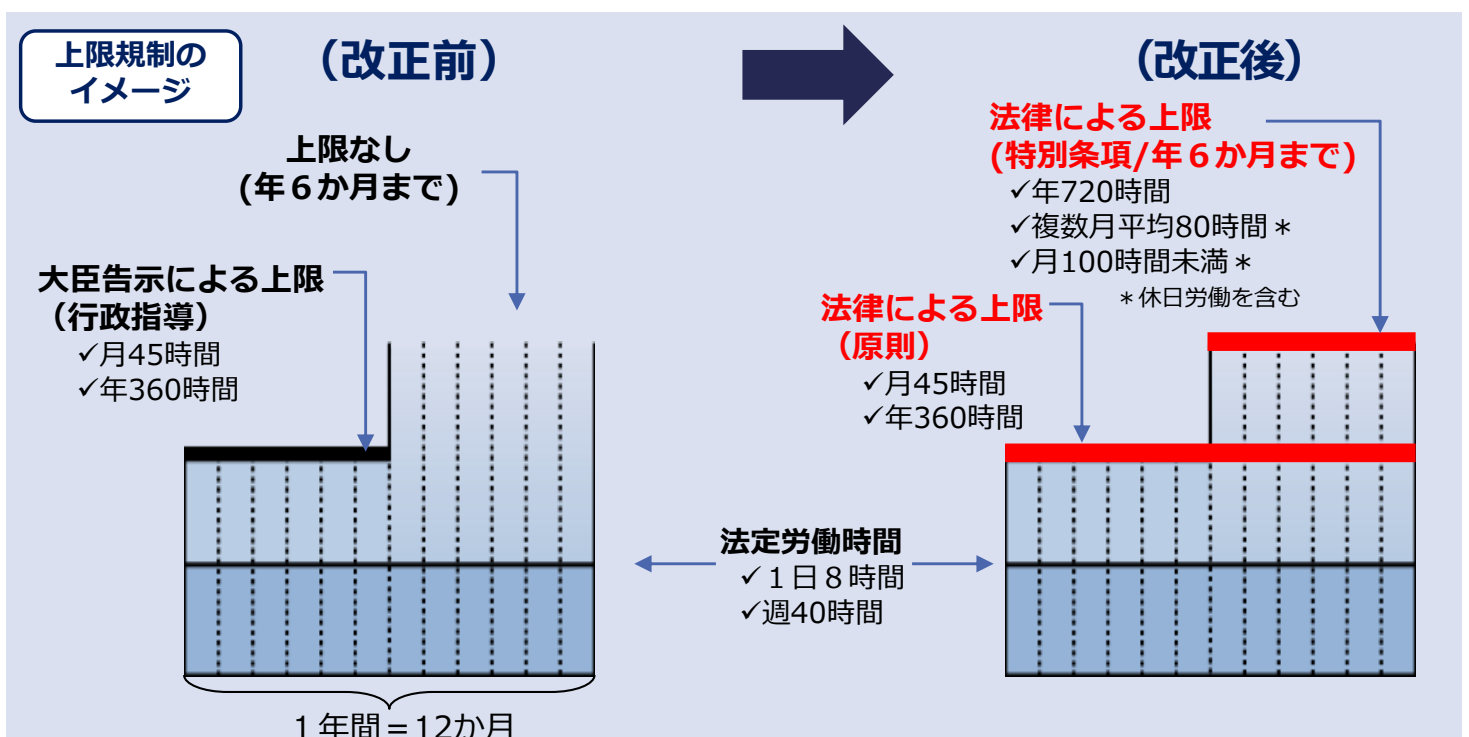 上限規制の
イメージ
（改正前）
上限なし
(年６か月まで)
大臣告示による上限
（行政指導）
✓月45時間
✓年360時間
１年間＝12か月
法定労働時間
✓１日８時間
✓週40時間
（改正後）
法律による上限
(特別条項/年６か月まで)
✓年720時間
✓複数月平均80時間＊
✓月100時間未満＊
＊休日労働を含む
法律による上限
（原則）
✓月45時間
✓年360時間